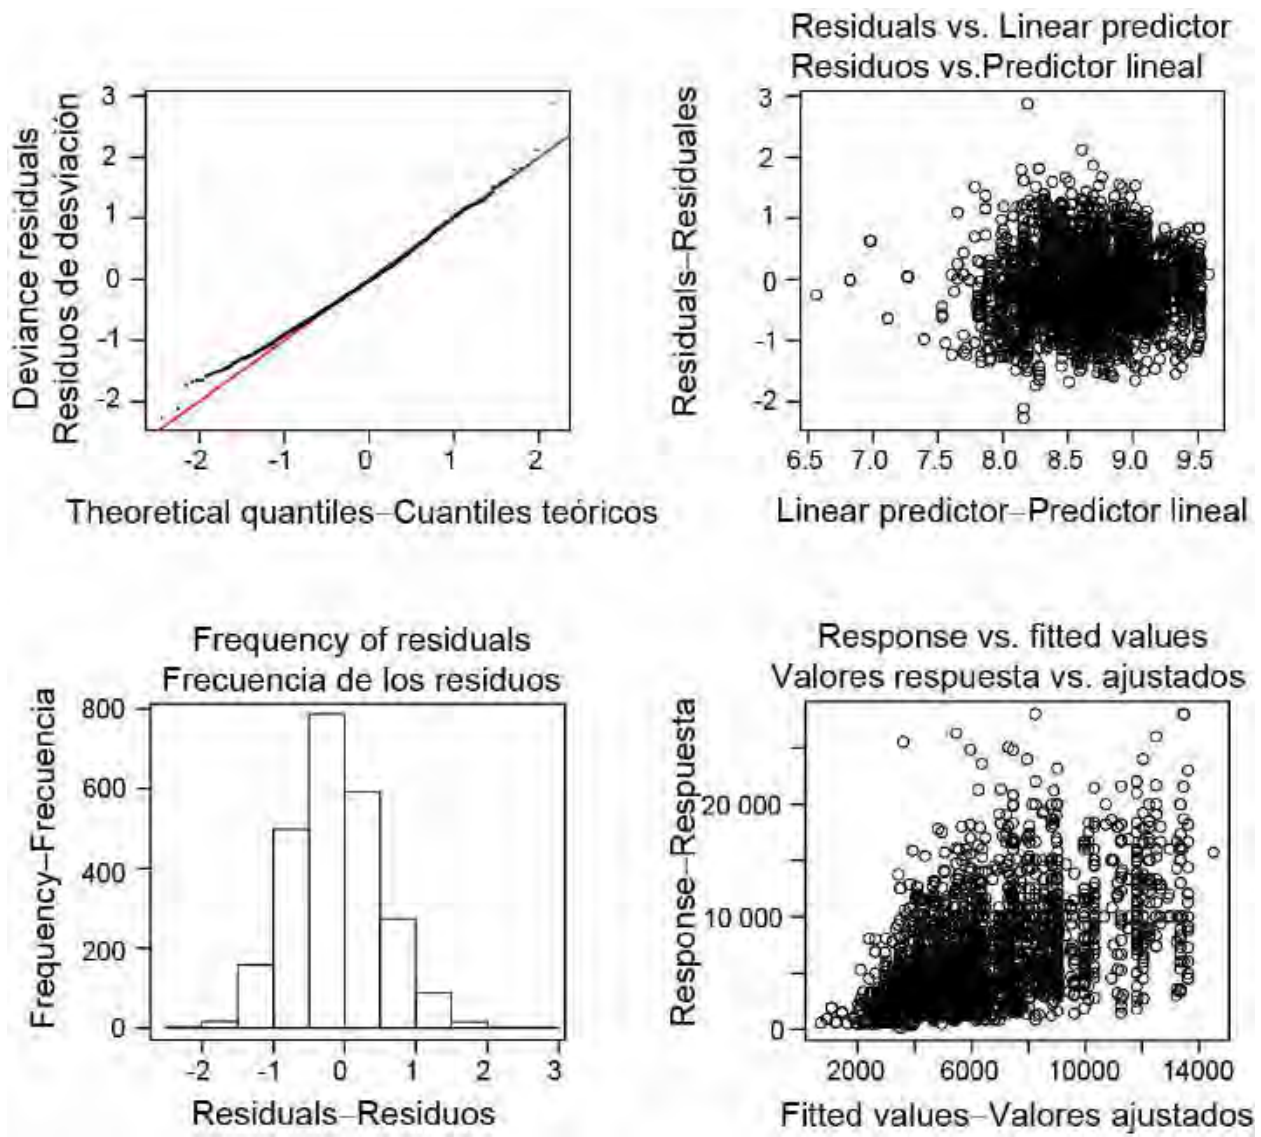 Deviance residuals
Residuos de desviación
3
2
1
0
-1
-2
-2
-1
0
1
2
Theoretical quantiles–Cuantiles teóricos
Residuals vs. Linear predictor
Residuos vs.Predictor lineal
Residuals–Residuales
3
2
1
0
-1
-2
6.5
7.0
7.5
8.0
8.5
9.0
9.5
Linear predictor–Predictor lineal
Frequency of residuals
Frecuencia de los residuos
Frequency–Frecuencia
800
600
400
200
0
-2
-1
0
1
2
3
Residuals–Residuos
Response vs. fitted values
Valores respuesta vs. ajustados
Response–Respuesta
20 000
10 000
0
2000
6000
10000
14000
Fitted values–Valores ajustados